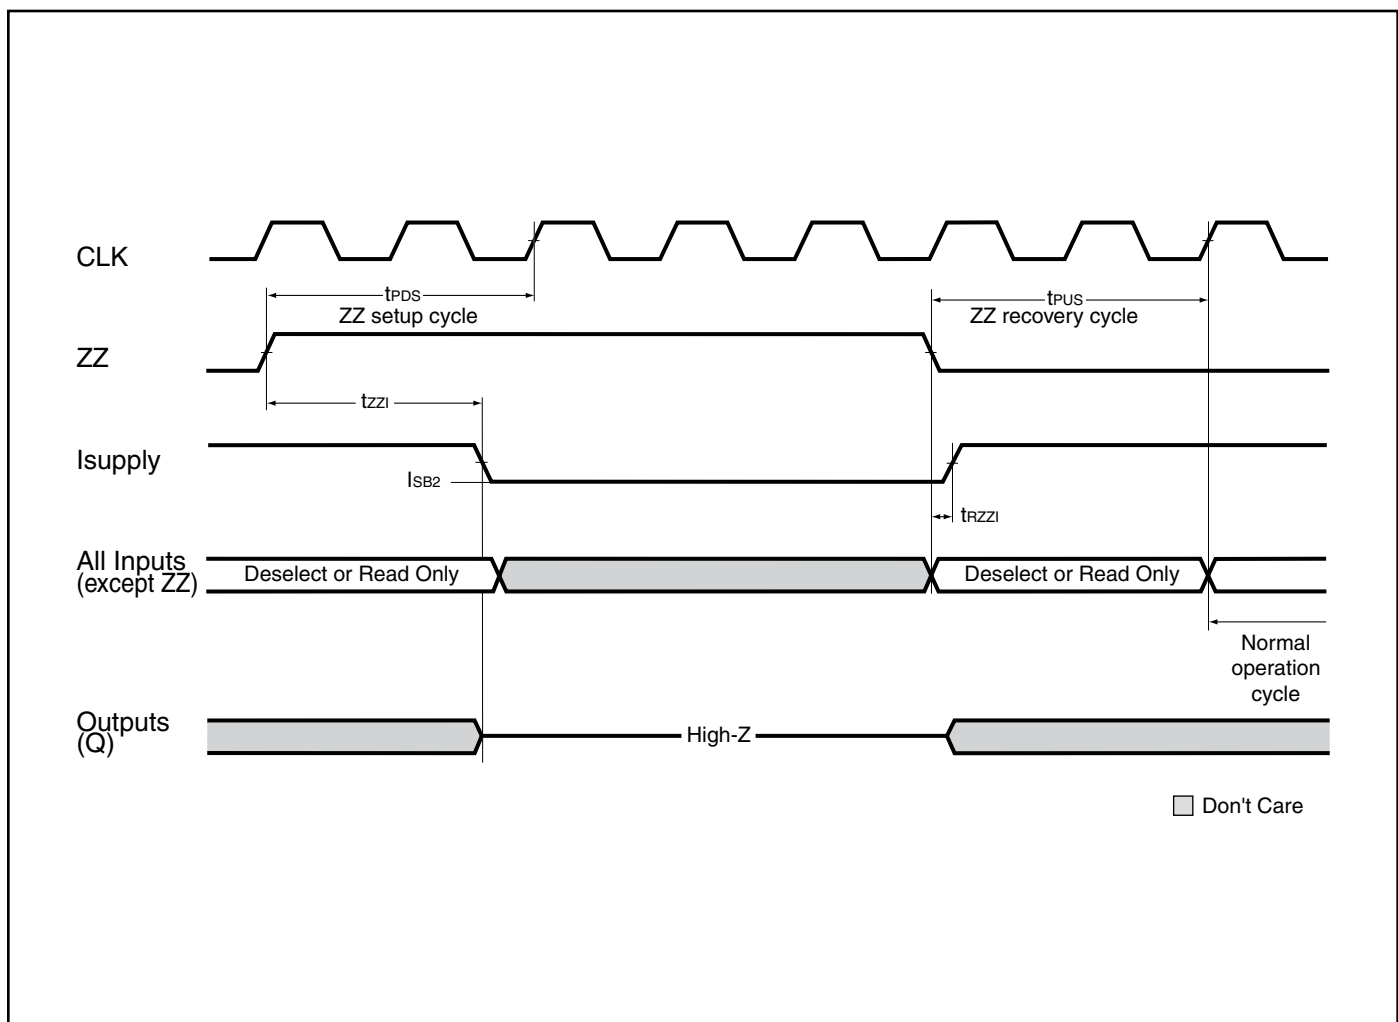 CLK
tPDS
ZZ setup cycle
tPUS
ZZ recovery cycle
ZZ
tZZI
Isupply
ISB2
tRZZI
All Inputs
(except ZZ)
Deselect or Read Only
Deselect or Read Only
Normal
operation
cycle
Outputs
(Q)
High-Z
Don't Care